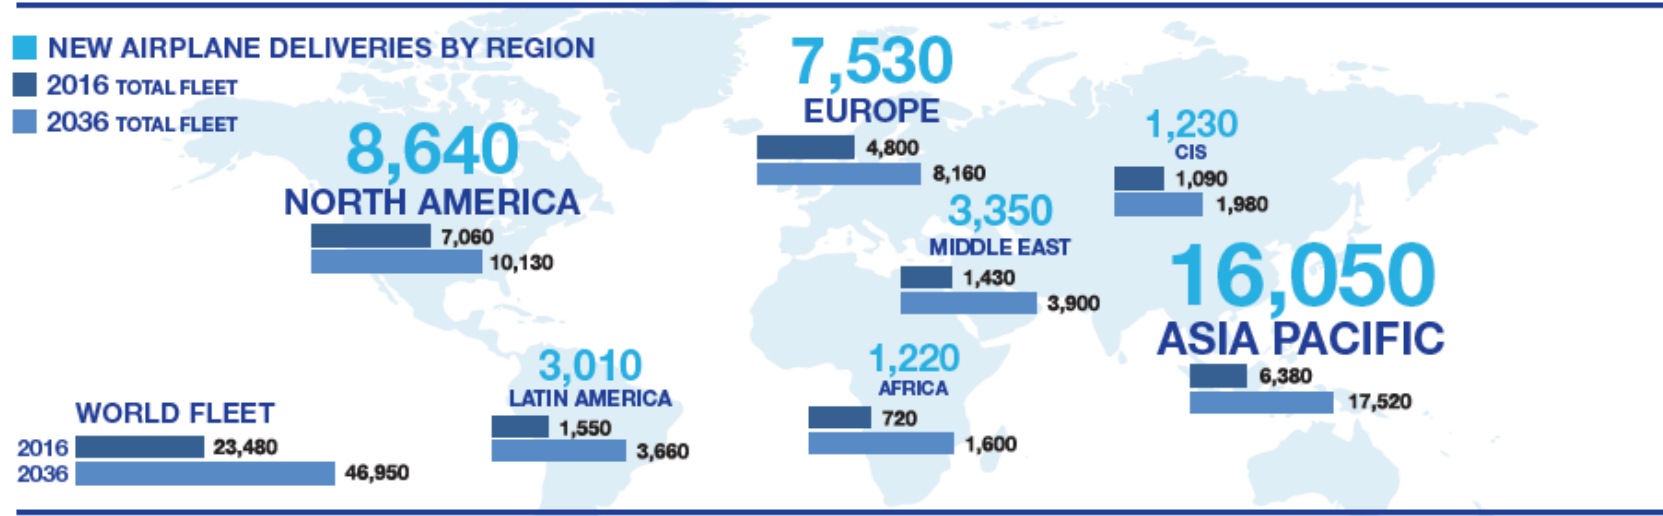 NEW AIRPLANE DELIVERIES BY REGION
2016 TOTAL FLEET
2036 TOTAL FLEET
8,640
NORTH AMERICA
7,060
10,130
7,530
EUROPE
4,800
8,160
1,230
CIS
1,090
1,980
3,350
MIDDLE EAST
1,430
3,900
16,050
ASIA PACIFIC
6,380
17,520
3,010
LATIN AMERICA
1,550
3,660
1,220
AFRICA
720
1,600
WORLD FLEET
2016 23,480
2036 46,950